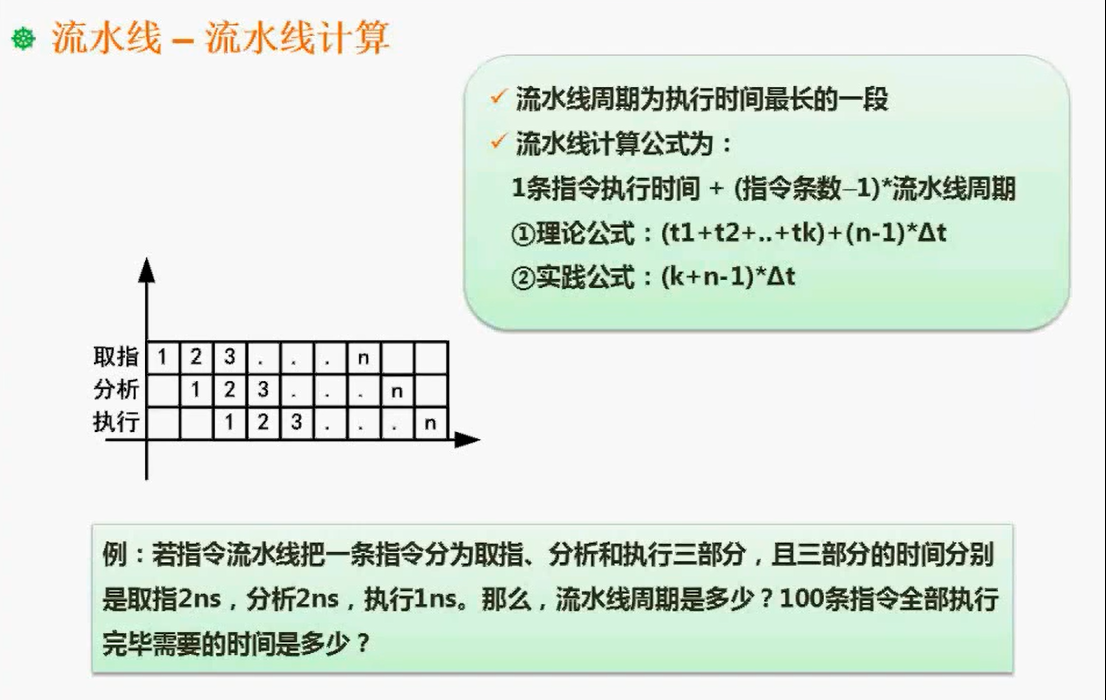 流水线 – 流水线计算
✓ 流水线周期为执行时间最长的一段
✓ 流水线计算公式为：
1条指令执行时间 + (指令条数–1)*流水线周期
①理论公式：(t1+t2+..+tk)+(n-1)*Δt
②实践公式：(k+n-1)*Δt
取指 1 2 3 . . . n
分析 1 2 3 . . . n
执行 1 2 3 . . . n
例：若指令流水线把一条指令分为取指、分析和执行三部分，且三部分的时间分别
是取指2ns，分析2ns，执行1ns。那么，流水线周期是多少？100条指令全部执行
完毕需要的时间是多少？